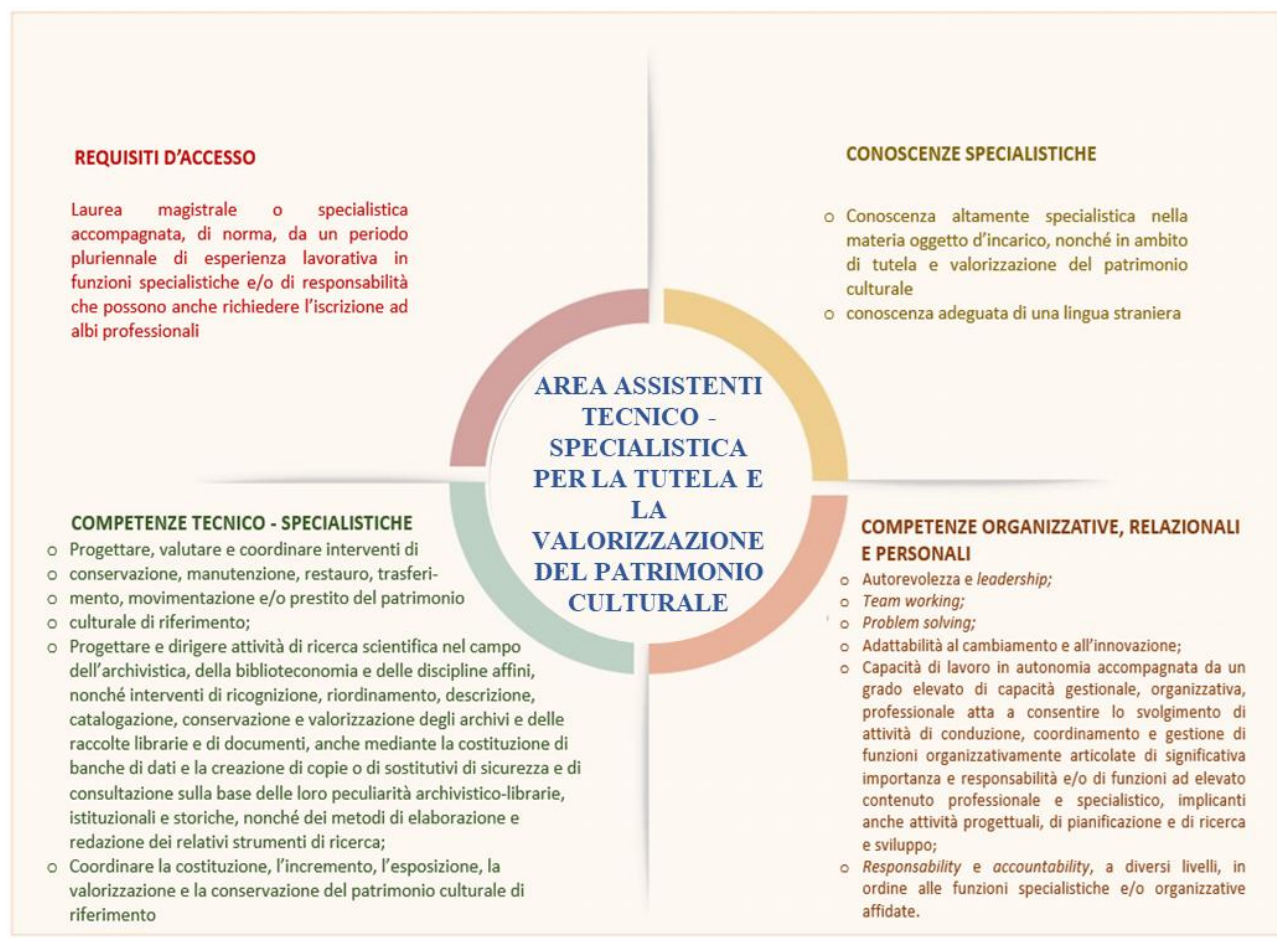 REQUISITI D'ACCESSO
Laurea magistrale o specialistica
accompagnata, di norma, da un periodo
pluriennale di esperienza lavorativa in
funzioni specialistiche e/o di responsabilità
che possono anche richiedere l'iscrizione ad
albi professionali
CONOSCENZE SPECIALISTICHE
o Conoscenza altamente specialistica nella
materia oggetto d'incarico, nonché in ambito
di tutela e valorizzazione del patrimonio
culturale
o conoscenza adeguata di una lingua straniera
AREA ASSISTENTI
TECNICO -
SPECIALISTICA
PER LA TUTELA E
LA
VALORIZZAZIONE
DEL PATRIMONIO
CULTURALE
COMPETENZE TECNICO - SPECIALISTICHE
o Progettare, valutare e coordinare interventi di
o conservazione, manutenzione, restauro, trasferi-
o mento, movimentazione e/o prestito del patrimonio
o culturale di riferimento;
o Progettare e dirigere attività di ricerca scientifica nel campo
dell'archivistica, della biblioteconomia e delle discipline affini,
nonché interventi di ricognizione, riordinamento, descrizione,
catalogazione, conservazione e valorizzazione degli archivi e delle
raccolte librarie e di documenti, anche mediante la costituzione di
banche di dati e la creazione di copie o di sostitutivi di sicurezza e di
consultazione sulla base delle loro peculiarità archivistico-librarie,
istituzionali e storiche, nonché dei metodi di elaborazione e
redazione dei relativi strumenti di ricerca;
o Coordinare la costituzione, l'incremento, l'esposizione, la
valorizzazione e la conservazione del patrimonio culturale di
riferimento
COMPETENZE ORGANIZZATIVE, RELAZIONALI
E PERSONALI
o Autorevolezza e leadership;
o Team working;
o Problem solving;
o Adattabilità al cambiamento e all'innovazione;
o Capacità di lavoro in autonomia accompagnata da un
grado elevato di capacità gestionale, organizzativa,
professionale atta a consentire lo svolgimento di
attività di conduzione, coordinamento e gestione di
funzioni organizzativamente articolate di significativa
importanza e responsabilità e/o di funzioni ad elevato
contenuto professionale e specialistico, implicanti
anche attività progettuali, di pianificazione e di ricerca
e sviluppo;
o Responsability e accountability, a diversi livelli, in
ordine alle funzioni specialistiche e/o organizzative
affidate.